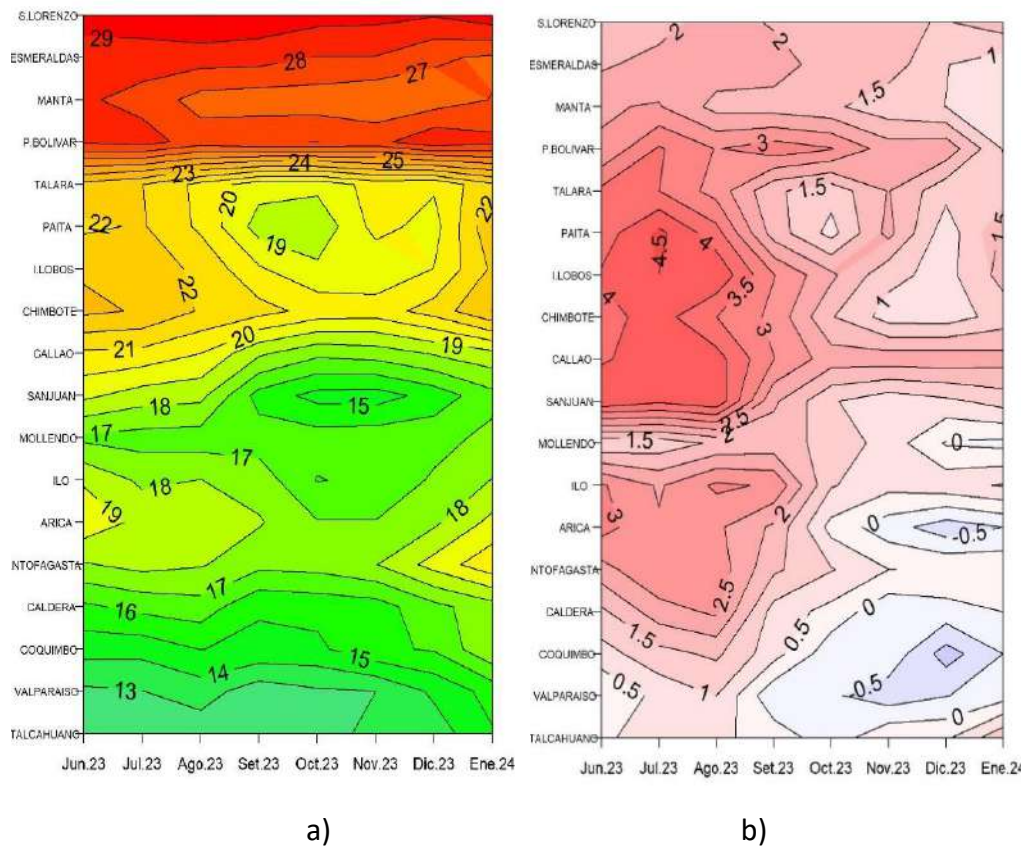 S.LORENZO
ESMERALDAS
MANTA
P.BOLIVAR
TALARA
PAITA
I.LOBOS
CHIMBOTE
CALLAO
SANJUAN
MOLLENDO
ILO
ARICA
NTOFAGASTA
CALDERA
COQUIMBO
VALPARAISO
TALCAHUANG
29
28
27
24
25
23
20
22
22
19
22
21
20
19
18
15
17
17
18
19
18
17
16
15
14
13
Jun.23 Jul.23 Ago.23 Set.23 Oct.23 Nov.23 Dic.23 Ene.24
a)
S.LORENZO
ESMERALDAS
MANTA
P.BOLIVAR
TALARA
PAITA
I.LOBOS
CHIMBOTE
CALLAO
SANJUAN
MOLLENDO
ILO
ARICA
NTOFAGASTA
CALDERA
COQUIMBO
VALPARAISO
TALCAHUANG
2
2
1
1.5
3
1.5
4
4.5
1.5
4
3.5
1
3
2.5
2
1.5
0
3
2
0
-0.5
2.5
0
1.5
0.5
1
0.5
-0.5
0
Jun.23 Jul.23 Ago.23 Set.23 Oct.23 Nov.23 Dic.23 Ene.24
b)